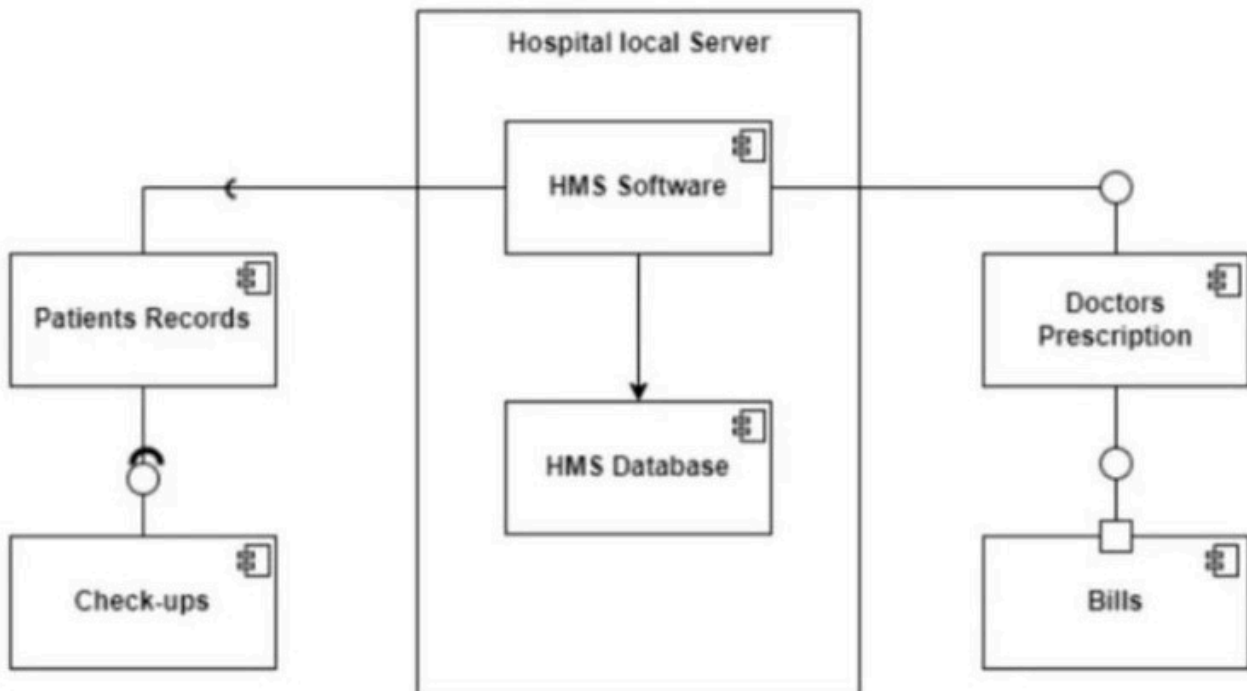 Hospital local Server
HMS Software
Patients Records
Doctors
Prescription
HMS Database
Check-ups
Bills